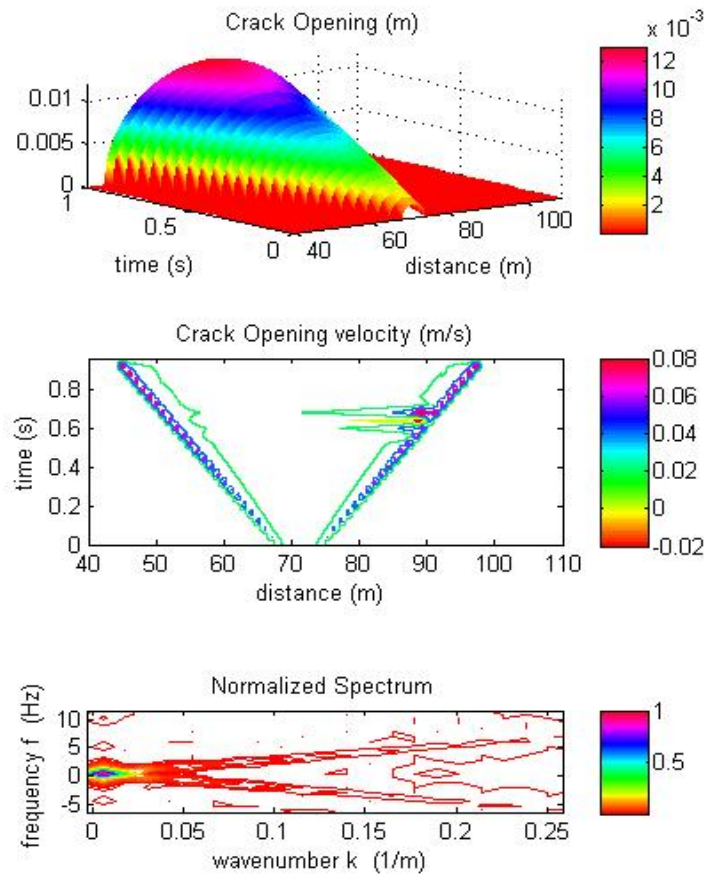 Crack Opening (m)
x 10-3
0.01
0.005
0
1
0.5
0
time (s)
40
60
80
100
distance (m)
12
10
8
6
4
2
Crack Opening velocity (m/s)
time (s)
0.8
0.6
0.4
0.2
0
40 50 60 70 80 90 100 110
distance (m)
0.08
0.06
0.04
0.02
0
-0.02
Normalized Spectrum
frequency f (Hz)
10
5
0
-5
0 0.05 0.1 0.15 0.2 0.25
wavenumber k (1/m)
1
0.5